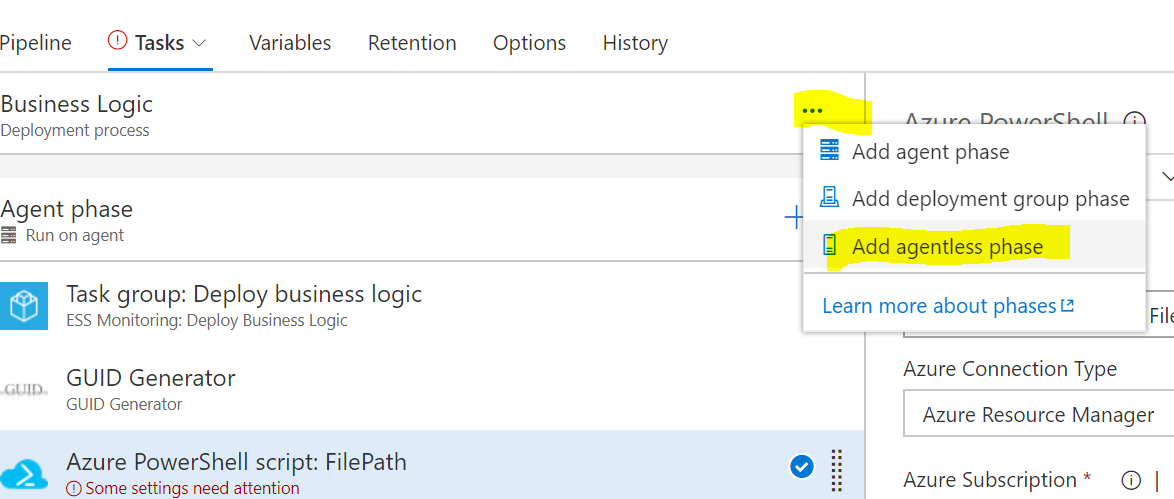 Pipeline Tasks Variables Retention Options History
Business Logic
Deployment process
...
Azure PowerShell
Add agent phase
Add deployment group phase
Add agentless phase
Learn more about phases
Agent phase
Run on agent
Task group: Deploy business logic
ESS Monitoring: Deploy Business Logic
GUID
GUID Generator
GUID Generator
Azure PowerShell script: FilePath
Some settings need attention
File
Azure Connection Type
Azure Resource Manager
Azure Subscription * |